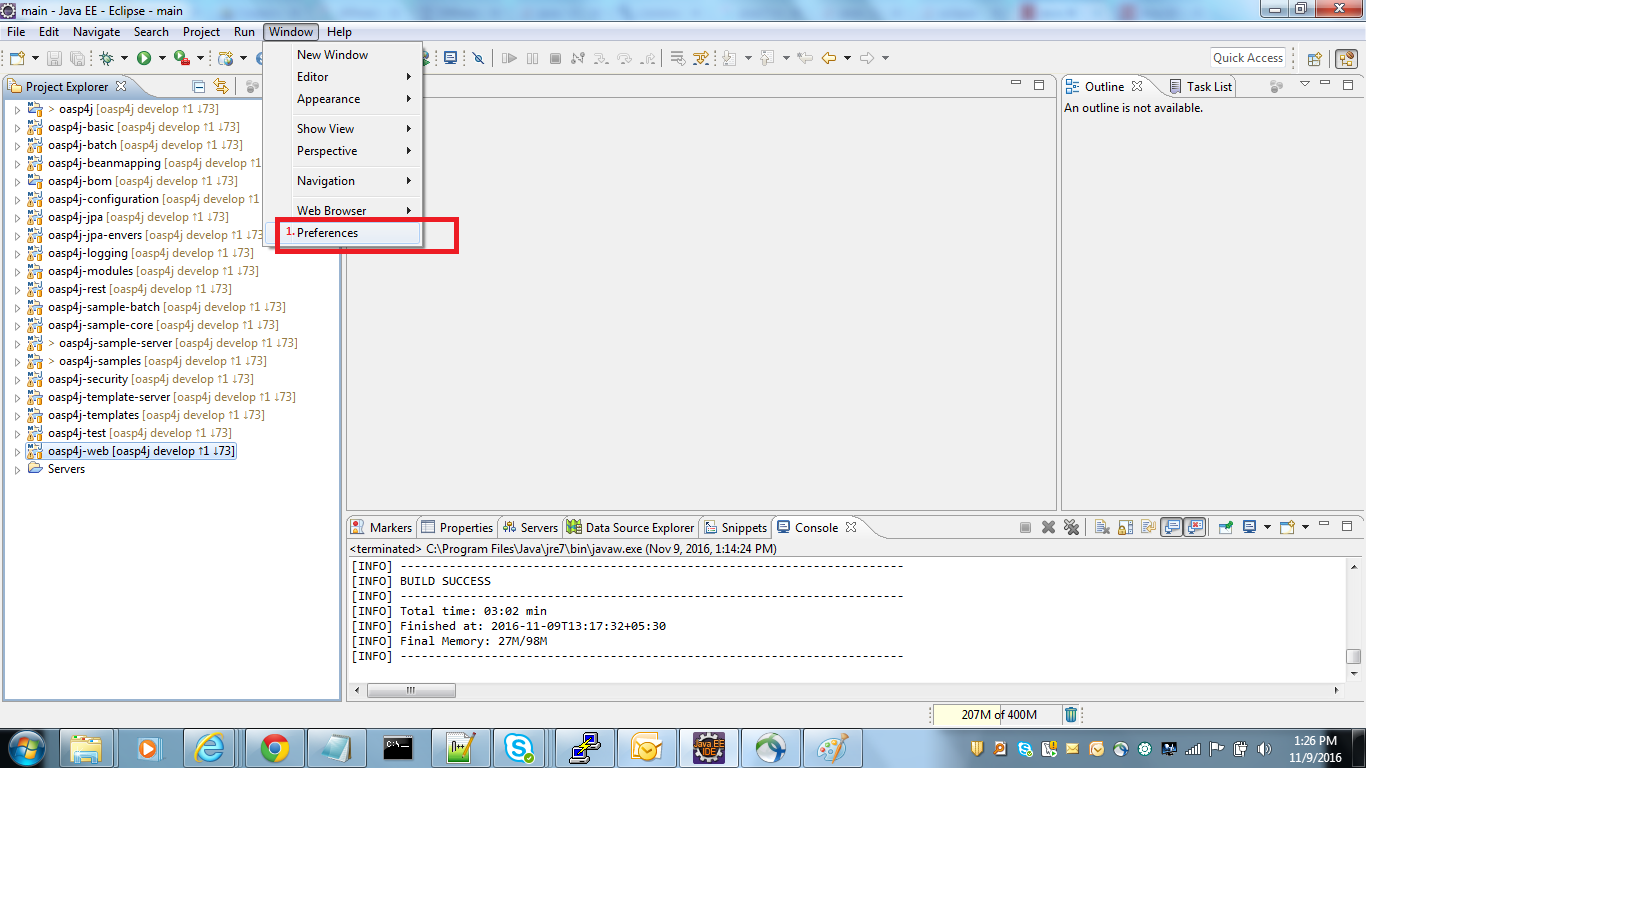 main - Java EE - Eclipse - main
File Edit Navigate Search Project Run Window Help
New Window
Editor
Appearance
Show View
Perspective
Navigation
Web Browser
1. Preferences
Quick Access
Project Explorer
> oasp4j [oasp4j develop ↑1 ↓73]
oasp4j-basic [oasp4j develop ↑1 ↓73]
oasp4j-batch [oasp4j develop ↑1 ↓73]
oasp4j-beanmapping [oasp4j develop ↑1
oasp4j-bom [oasp4j develop ↑1 ↓73]
oasp4j-configuration [oasp4j develop ↑1
oasp4j-jpa [oasp4j develop ↑1 ↓73]
oasp4j-jpa-envers [oasp4j develop ↑1 ↓73
oasp4j-logging [oasp4j develop ↑1 ↓73]
oasp4j-modules [oasp4j develop ↑1 ↓73]
oasp4j-rest [oasp4j develop ↑1 ↓73]
oasp4j-sample-batch [oasp4j develop ↑1 ↓73]
oasp4j-sample-core [oasp4j develop ↑1 ↓73]
> oasp4j-sample-server [oasp4j develop ↑1 ↓73]
> oasp4j-samples [oasp4j develop ↑1 ↓73]
oasp4j-security [oasp4j develop ↑1 ↓73]
oasp4j-template-server [oasp4j develop ↑1 ↓73]
oasp4j-templates [oasp4j develop ↑1 ↓73]
oasp4j-test [oasp4j develop ↑1 ↓73]
oasp4j-web [oasp4j develop ↑1 ↓73]
Servers
Outline Task List
An outline is not available.
Markers Properties Servers Data Source Explorer Snippets Console
<terminated> C:\Program Files\Java\jre7\bin\javaw.exe (Nov 9, 2016, 1:14:24 PM)
[INFO] ------------------------------------------------------------------------
[INFO] BUILD SUCCESS
[INFO] ------------------------------------------------------------------------
[INFO] Total time: 03:02 min
[INFO] Finished at: 2016-11-09T13:17:32+05:30
[INFO] Final Memory: 27M/98M
[INFO] ------------------------------------------------------------------------
207M of 400M
Java EE
IDE
1:26 PM
11/9/2016